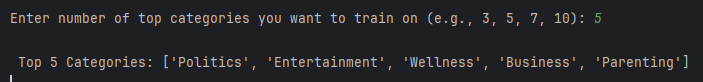 Enter number of top categories you want to train on (e.g., 3, 5, 7, 10): 5
Top 5 Categories: ['Politics', 'Entertainment', 'Wellness', 'Business', 'Parenting']